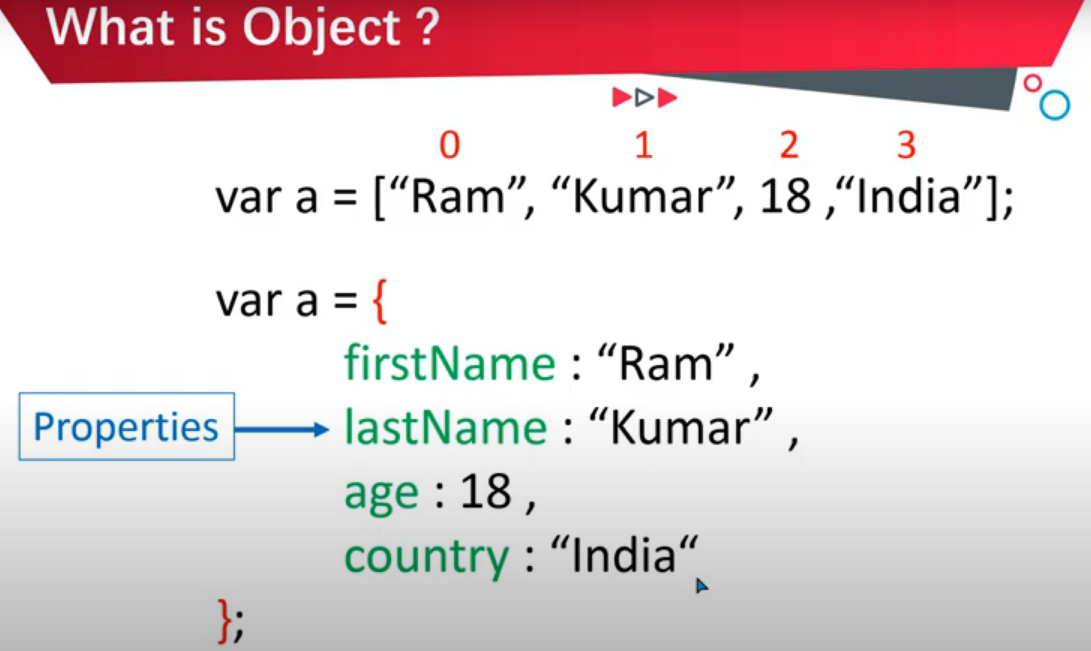 What is Object ?
0 1 2 3
var a = [“Ram”, “Kumar”, 18 ,“India”];
var a = {
firstName : “Ram” ,
Properties
lastName : “Kumar” ,
age : 18 ,
country : “India“
};